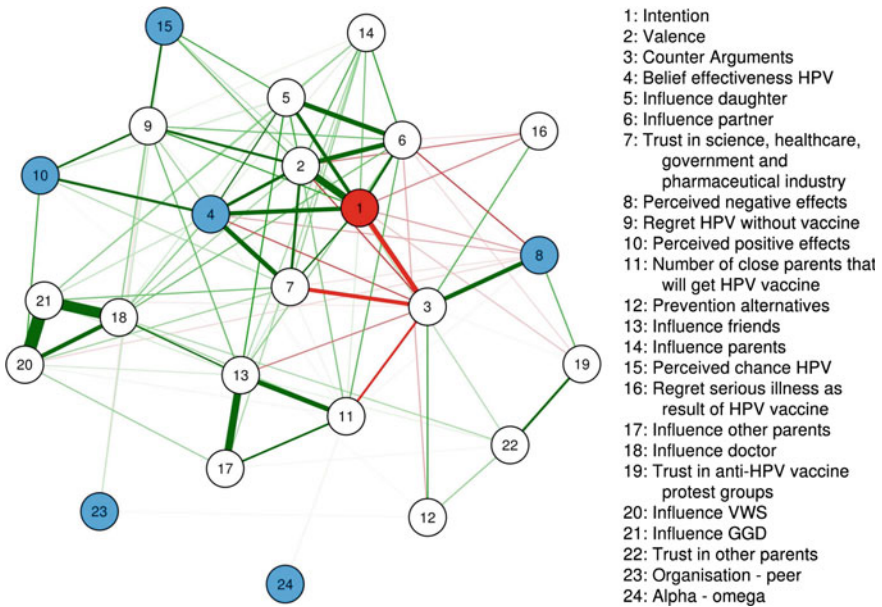 15
14
5
16
9
6
2
10
1
4
8
7
21
3
18
20
19
13
11
22
17
23
12
24
1: Intention
2: Valence
3: Counter Arguments
4: Belief effectiveness HPV
5: Influence daughter
6: Influence partner
7: Trust in science, healthcare,
government and
pharmaceutical industry
8: Perceived negative effects
9: Regret HPV without vaccine
10: Perceived positive effects
11: Number of close parents that
will get HPV vaccine
12: Prevention alternatives
13: Influence friends
14: Influence parents
15: Perceived chance HPV
16: Regret serious illness as
result of HPV vaccine
17: Influence other parents
18: Influence doctor
19: Trust in anti-HPV vaccine
protest groups
20: Influence VWS
21: Influence GGD
22: Trust in other parents
23: Organisation - peer
24: Alpha - omega